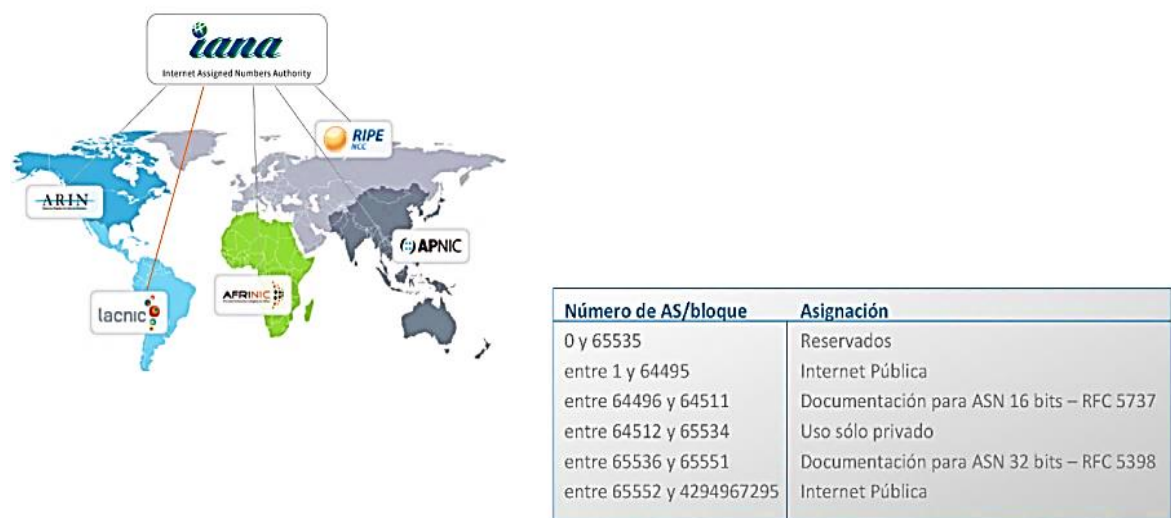 iana
Internet Assigned Numbers Authority
RIPE
NCC
ARIN
APNIC
AFRINIC
lacnic
Número de AS/bloque Asignación
0 y 65535 Reservados
entre 1 y 64495 Internet Pública
entre 64496 y 64511 Documentación para ASN 16 bits – RFC 5737
entre 64512 y 65534 Uso sólo privado
entre 65536 y 65551 Documentación para ASN 32 bits – RFC 5398
entre 65552 y 4294967295 Internet Pública